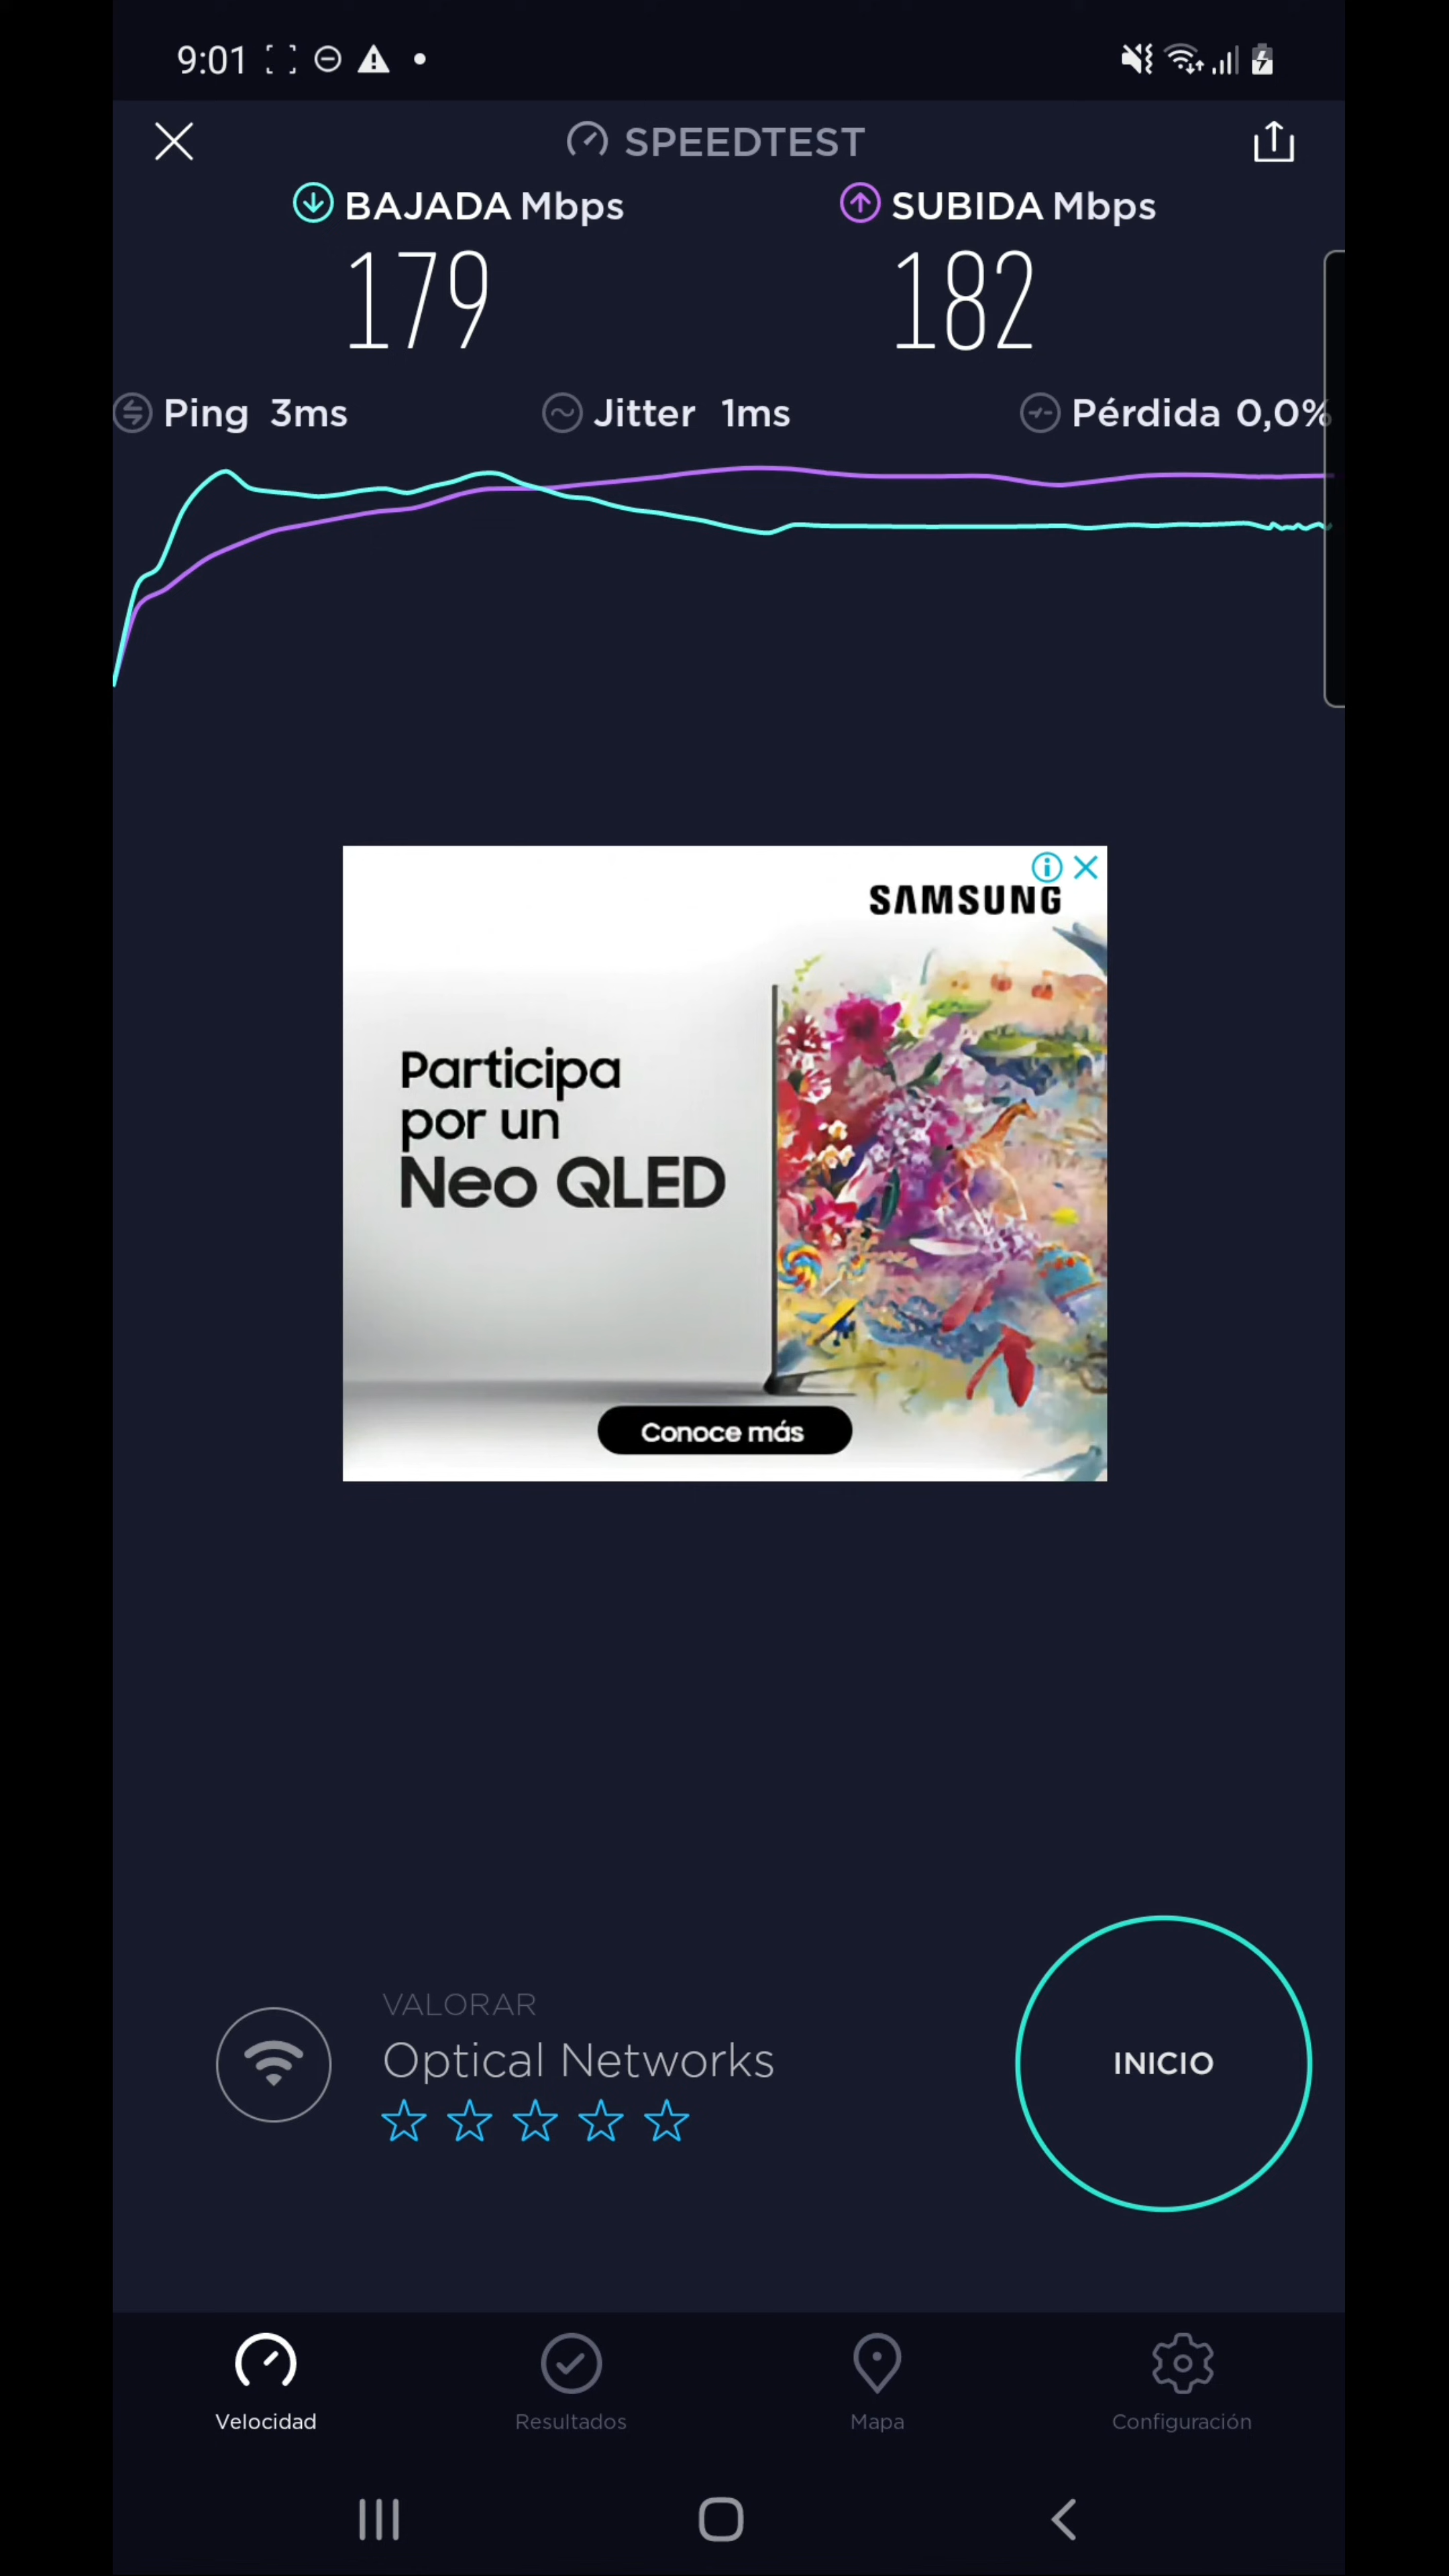 9:01
SPEEDTEST
BAJADA Mbps
SUBIDA Mbps
179
182
Ping 3ms
Jitter 1ms
Pérdida 0,0%
SAMSUNG
Participa
por un
Neo QLED
Conoce más
VALORAR
Optical Networks
INICIO
Velocidad
Resultados
Mapa
Configuración